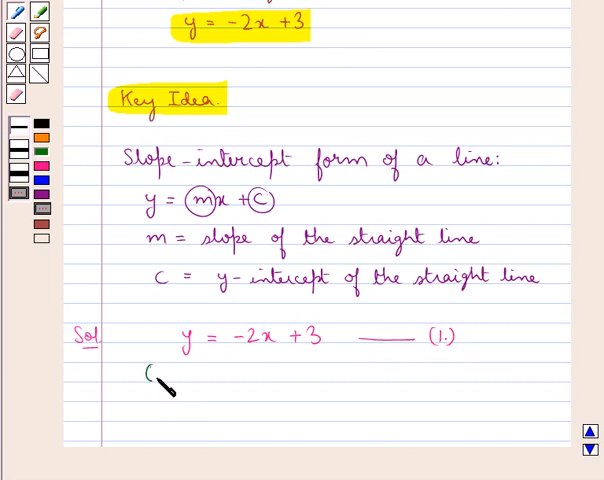 y = -2x +3
Key Idea.
Slope-intercept form of a line:
y = mx + c
m = slope of the straight line
c = y-intercept of the straight line
Sol. y = -2x + 3 —— (1.)
(